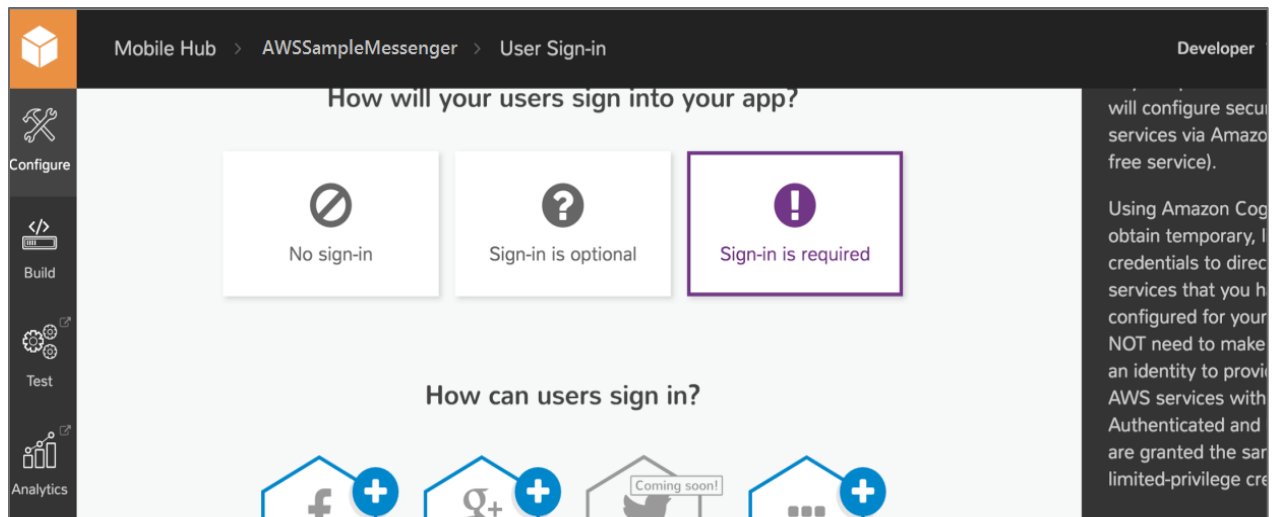 Mobile Hub > AWSSampleMessenger > User Sign-in
Developer
Configure
Build
Test
Analytics
How will your users sign into your app?
No sign-in
Sign-in is optional
Sign-in is required
How can users sign in?
f
g+
Coming soon!
will configure secu
services via Amazo
free service).
Using Amazon Cog
obtain temporary, l
credentials to direc
services that you h
configured for your
NOT need to make
an identity to provi
AWS services with
Authenticated and
are granted the sar
limited-privilege cre